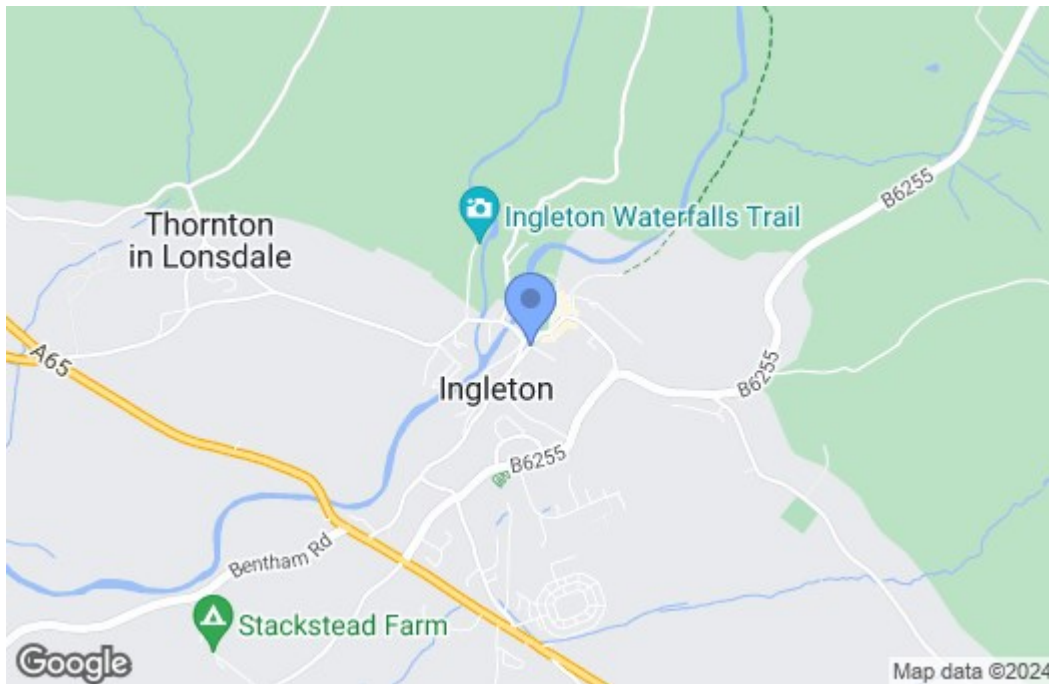 B6255
Thornton
in Lonsdale
Ingleton Waterfalls Trail
A65
Ingleton
B6255
B6255
Bentham Rd
Stackstead Farm
Google
Map data ©2024